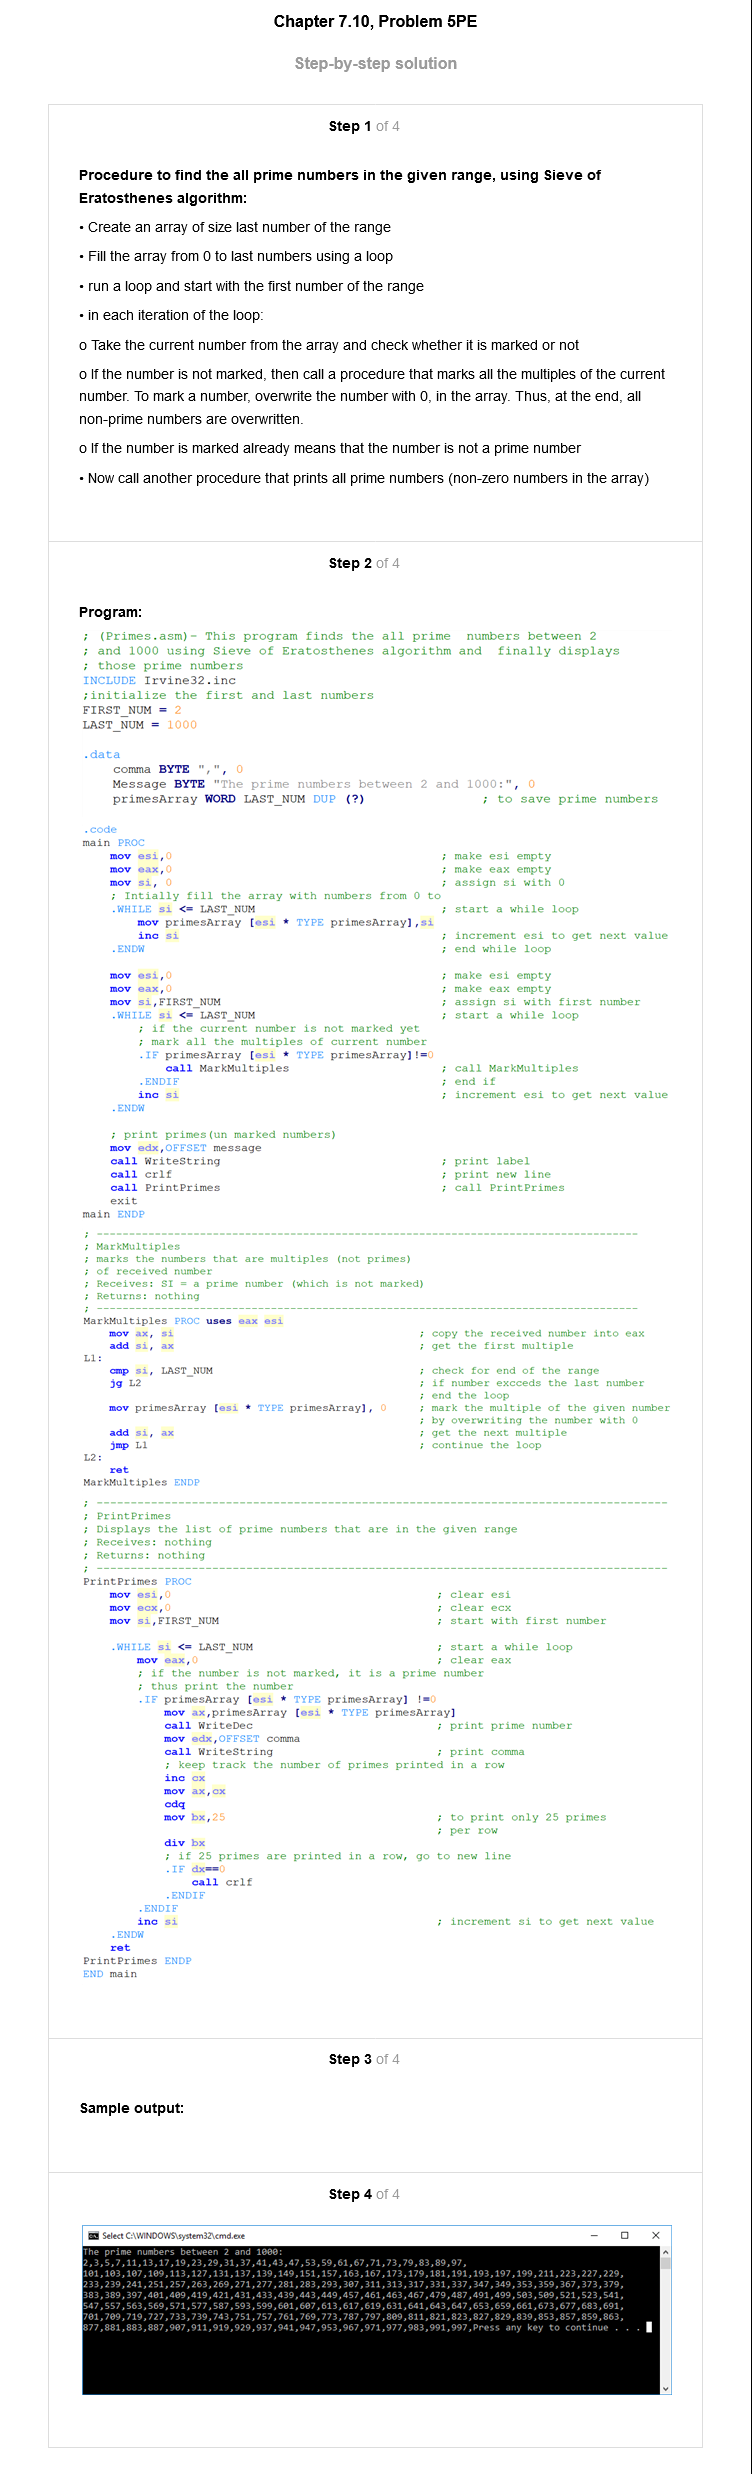 Chapter 7.10, Problem 5PE
Step-by-step solution
Step 1 of 4
Procedure to find the all prime numbers in the given range, using Sieve of
Eratosthenes algorithm:
• Create an array of size last number of the range
• Fill the array from 0 to last numbers using a loop
• run a loop and start with the first number of the range
• in each iteration of the loop:
o Take the current number from the array and check whether it is marked or not
o If the number is not marked, then call a procedure that marks all the multiples of the current
number. To mark a number, overwrite the number with 0, in the array. Thus, at the end, all
non-prime numbers are overwritten.
o If the number is marked already means that the number is not a prime number
• Now call another procedure that prints all prime numbers (non-zero numbers in the array)
Step 2 of 4
Program:
; (Primes.asm)- This program finds the all prime numbers between 2
; and 1000 using Sieve of Eratosthenes algorithm and finally displays
; those prime numbers
INCLUDE Irvine32.inc
;initialize the first and last numbers
FIRST_NUM = 2
LAST_NUM = 1000
.data
comma BYTE ",", 0
Message BYTE "The prime numbers between 2 and 1000:", 0
primesArray WORD LAST_NUM DUP (?) ; to save prime numbers
.code
main PROC
mov esi,0 ; make esi empty
mov eax,0 ; make eax empty
mov si, 0 ; assign si with 0
; Intially fill the array with numbers from 0 to
.WHILE si <= LAST_NUM ; start a while loop
mov primesArray [esi * TYPE primesArray],si
inc si ; increment esi to get next value
.ENDW ; end while loop
mov esi,0 ; make esi empty
mov eax,0 ; make eax empty
mov si,FIRST_NUM ; assign si with first number
.WHILE si <= LAST_NUM ; start a while loop
; if the current number is not marked yet
; mark all the multiples of current number
.IF primesArray [esi * TYPE primesArray]!=0
call MarkMultiples ; call MarkMultiples
.ENDIF ; end if
inc si ; increment esi to get next value
.ENDW
; print primes(un marked numbers)
mov edx,OFFSET message
call WriteString ; print label
call crlf ; print new line
call PrintPrimes ; call PrintPrimes
exit
main ENDP
; --------------------------------------------------------------------------------
; MarkMultiples
; marks the numbers that are multiples (not primes)
; of received number
; Receives: SI = a prime number (which is not marked)
; Returns: nothing
; --------------------------------------------------------------------------------
MarkMultiples PROC uses eax esi
mov ax, si ; copy the received number into eax
add si, ax ; get the first multiple
L1:
cmp si, LAST_NUM ; check for end of the range
jg L2 ; if number exccceds the last number
; end the loop
mov primesArray [esi * TYPE primesArray], 0 ; mark the multiple of the given number
; by overwriting the number with 0
add si, ax ; get the next multiple
jmp L1 ; continue the loop
L2:
ret
MarkMultiples ENDP
; ------------------------------------------------------------------------------------
; PrintPrimes
; Displays the list of prime numbers that are in the given range
; Receives: nothing
; Returns: nothing
; ------------------------------------------------------------------------------------
PrintPrimes PROC
mov esi,0 ; clear esi
mov ecx,0 ; clear ecx
mov si,FIRST_NUM ; start with first number
.WHILE si <= LAST_NUM ; start a while loop
mov eax,0 ; clear eax
; if the number is not marked, it is a prime number
; thus print the number
.IF primesArray [esi * TYPE primesArray] !=0
mov ax,primesArray [esi * TYPE primesArray]
call WriteDec ; print prime number
mov edx,OFFSET comma
call WriteString ; print comma
; keep track the number of primes printed in a row
inc cx
mov ax,cx
cdq
mov bx,25 ; to print only 25 primes
; per row
div bx
; if 25 primes are printed in a row, go to new line
.IF dx==0
call crlf
.ENDIF
.ENDIF
inc si ; increment si to get next value
.ENDW
ret
PrintPrimes ENDP
END main
Step 3 of 4
Sample output:
Step 4 of 4
Select C:\WINDOWS\system32\cmd.exe
The prime numbers between 2 and 1000:
2,3,5,7,11,13,17,19,23,29,31,37,41,43,47,53,59,61,67,71,73,79,83,89,97,
101,103,107,109,113,127,131,137,139,149,151,157,163,167,173,179,181,191,193,197,199,211,223,227,229,
233,239,241,251,257,263,269,271,277,281,283,293,307,311,313,317,331,337,347,349,353,359,367,373,379,
383,389,397,401,409,419,421,431,433,439,443,449,457,461,463,467,479,487,491,499,503,509,521,523,541,
547,557,563,569,571,577,587,593,599,601,607,613,617,619,631,641,643,647,653,659,661,673,677,683,691,
701,709,719,727,733,739,743,751,757,761,769,773,787,797,809,811,821,823,827,829,839,853,857,859,863,
877,881,883,887,907,911,919,929,937,941,947,953,967,971,977,983,991,997,Press any key to continue . . .